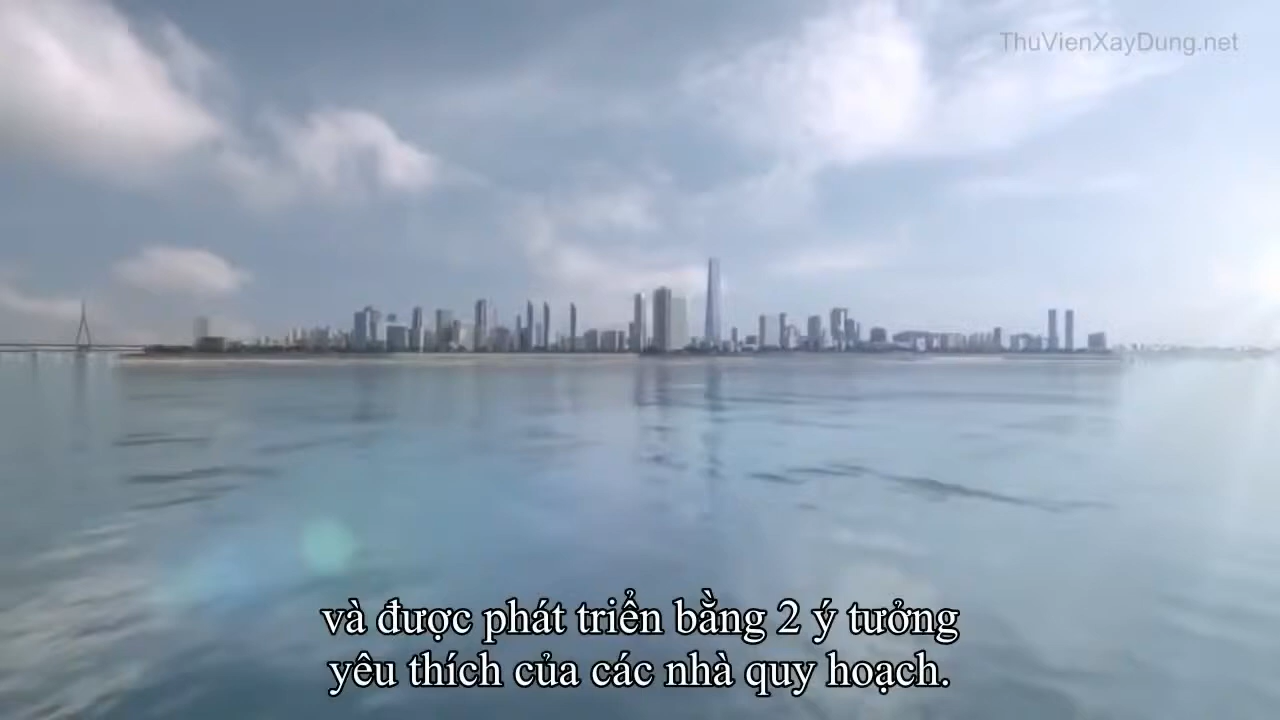 ThuVienXayDung.net
và được phát triển bằng 2 ý tưởng
yêu thích của các nhà quy hoạch.